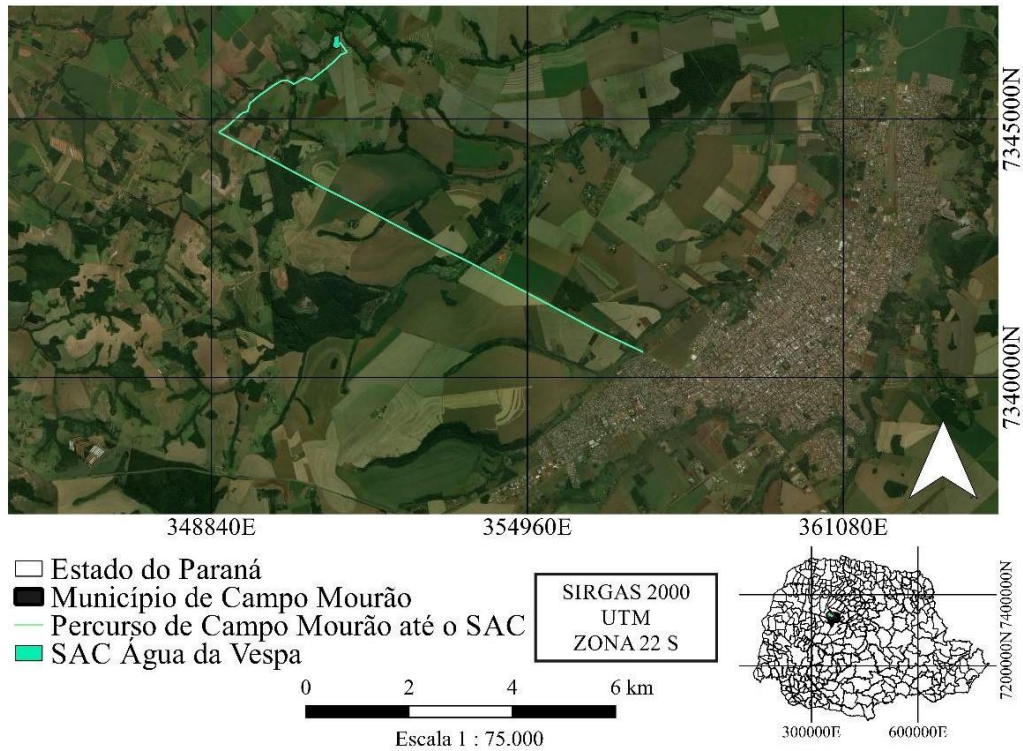 7345000N
7340000N
348840E
354960E
361080E
Estado do Paraná
Município de Campo Mourão
Percurso de Campo Mourão até o SAC
SAC Água da Vespa
SIRGAS 2000
UTM
ZONA 22 S
0 2 4 6 km
Escala 1 : 75.000
7400000N
7200000N
300000E
600000E